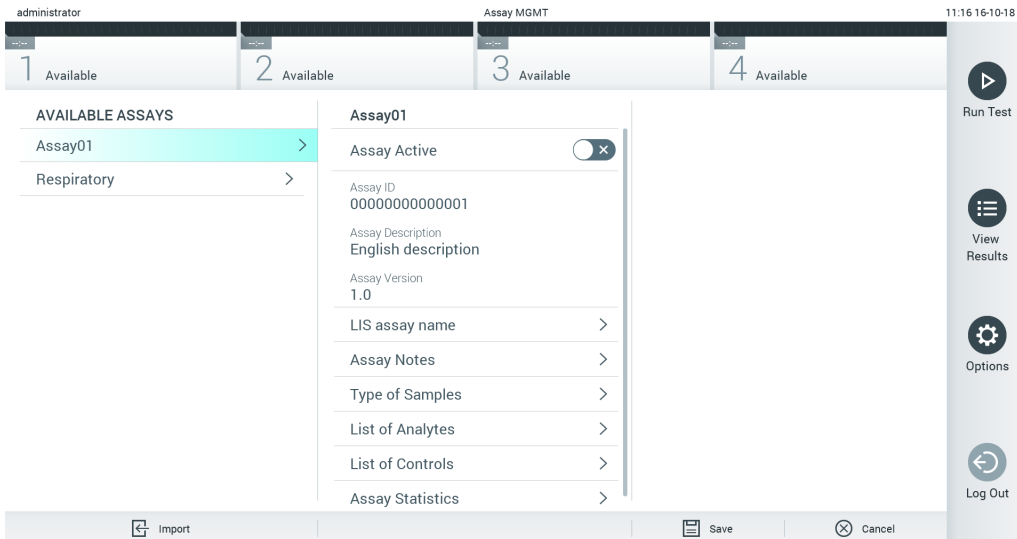 administrator
Assay MGMT
11:16 16-10-18
--:--
1 Available
--:--
2 Available
--:--
3 Available
--:--
4 Available
AVAILABLE ASSAYS
Assay01
Respiratory
Assay01
Assay Active
Assay ID
00000000000001
Assay Description
English description
Assay Version
1.0
LIS assay name
Assay Notes
Type of Samples
List of Analytes
List of Controls
Assay Statistics
Run Test
View
Results
Options
Log Out
Import
Save
Cancel